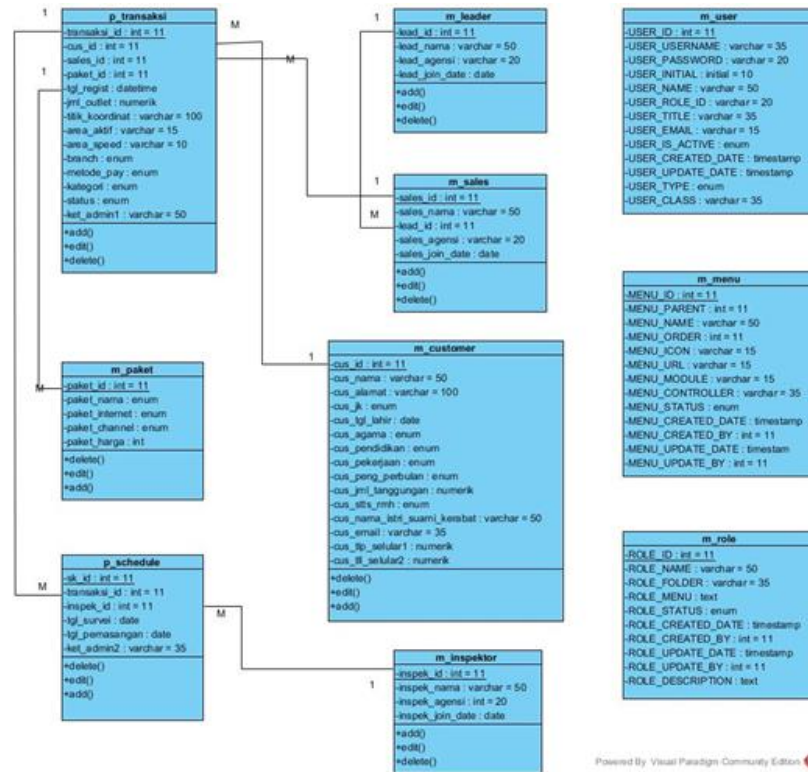 p_transaksi
-transaksi_id : int = 11
-cus_id : int = 11
-sales_id : int = 11
-paket_id : int = 11
-tgl_regist : datetime
-jml_outlet : numerik
-titik_koordinat : varchar = 100
-area_aktif : varchar = 15
-area_speed : varchar = 10
-branch : enum
-metode_pay : enum
-kategori : enum
-status : enum
-ket_admin1 : varchar = 50
+add()
+edit()
+delete()
1
1
M
M
m_leader
-lead_id : int = 11
-lead_nama : varchar = 50
-lead_agensi : varchar = 20
-lead_join_date : date
+add()
+edit()
+delete()
1
1
M
m_sales
-sales_id : int = 11
-sales_nama : varchar = 50
-lead_id : int = 11
-sales_agensi : varchar = 20
-sales_join_date : date
+add()
+edit()
+delete()
m_user
-USER_ID : int = 11
-USER_USERNAME : varchar = 35
-USER_PASSWORD : varchar = 20
-USER_INITIAL : initial = 10
-USER_NAME : varchar = 50
-USER_ROLE_ID : varchar = 20
-USER_TITLE : varchar = 35
-USER_EMAIL : varchar = 15
-USER_IS_ACTIVE : enum
-USER_CREATED_DATE : timestamp
-USER_UPDATE_DATE : timestamp
-USER_TYPE : enum
-USER_CLASS : varchar = 35
m_paket
-paket_id : int = 11
-paket_nama : enum
-paket_internet : enum
-paket_channel : enum
-paket_harga : int
+delete()
+edit()
+add()
M
1
m_customer
-cus_id : int = 11
-cus_nama : varchar = 50
-cus_alamat : varchar = 100
-cus_jk : enum
-cus_tgl_lahir : date
-cus_agama : enum
-cus_pendidikan : enum
-cus_pekerjaan : enum
-cus_peng_perbulan : enum
-cus_jml_tanggungan : numerik
-cus_stts_rmh : enum
-cus_nama_istri_suami_kerabat : varchar = 50
-cus_email : varchar = 35
-cus_tlp_selular1 : numerik
-cus_tll_selular2 : numerik
+delete()
+edit()
+add()
m_menu
-MENU_ID : int = 11
-MENU_PARENT : int = 11
-MENU_NAME : varchar = 50
-MENU_ORDER : int = 11
-MENU_ICON : varchar = 15
-MENU_URL : varchar = 15
-MENU_MODULE : varchar = 15
-MENU_CONTROLLER : varchar = 35
-MENU_STATUS : enum
-MENU_CREATED_DATE : timestamp
-MENU_CREATED_BY : int = 11
-MENU_UPDATE_DATE : timestam
-MENU_UPDATE_BY : int = 11
p_schedule
-sk_id : int = 11
-transaksi_id : int = 11
-inspek_id : int = 11
-tgl_survei : date
-tgl_pemasangan : date
-ket_admin2 : varchar = 35
+delete()
+edit()
+add()
M
M
1
m_inspektor
-inspek_id : int = 11
-inspek_nama : varchar = 50
-inspek_agensi : int = 20
-inspek_join_date : date
+add()
+edit()
+delete()
m_role
-ROLE_ID : int = 11
-ROLE_NAME : varchar = 50
-ROLE_FOLDER : varchar = 35
-ROLE_MENU : text
-ROLE_STATUS : enum
-ROLE_CREATED_DATE : timestamp
-ROLE_CREATED_BY : int = 11
-ROLE_UPDATE_DATE : timestamp
-ROLE_UPDATE_BY : int = 11
-ROLE_DESCRIPTION : text
Powered By Visual Paradigm Community Edition